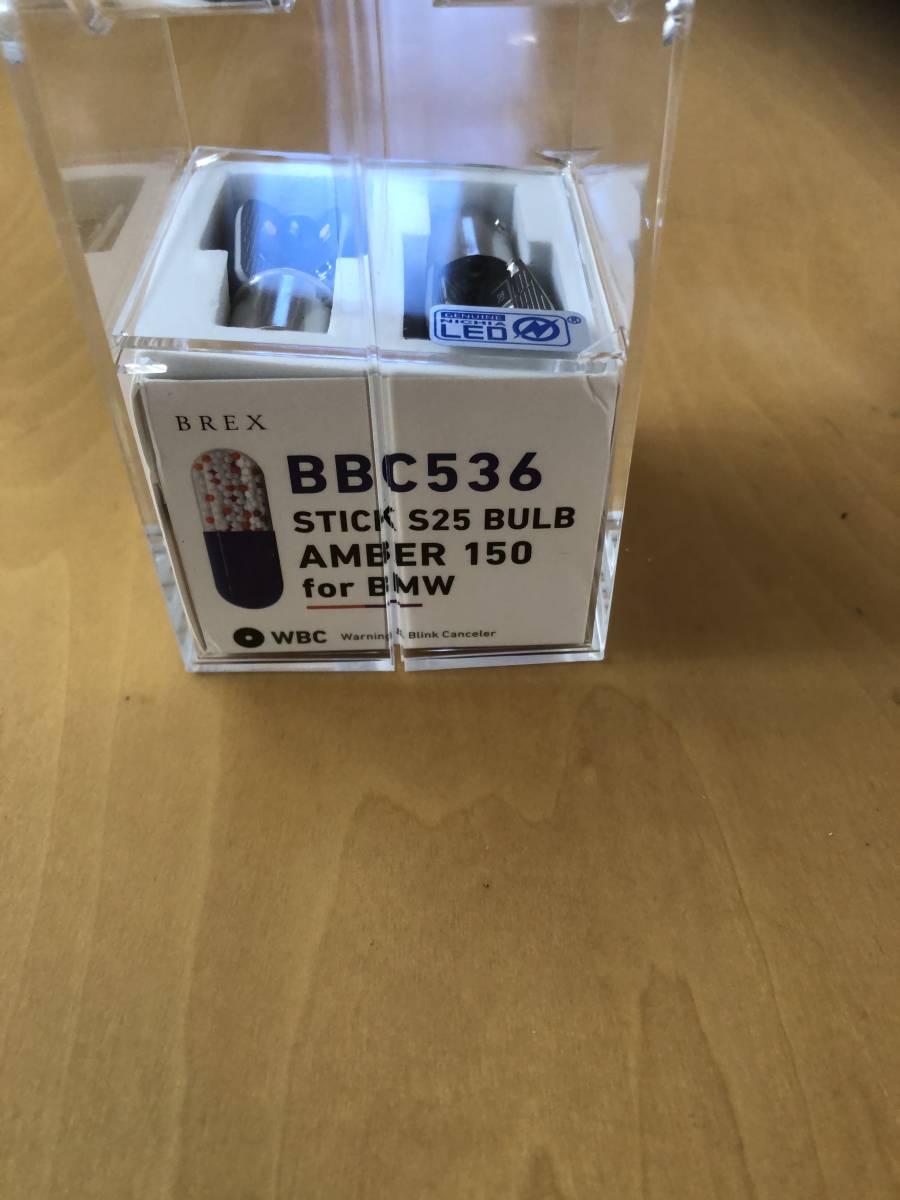 GENUINE
NICHIA
LED ®
BREX
BBC536
STICK S25 BULB
AMBER 150
for BMW
WBC Warning & Blink Canceler